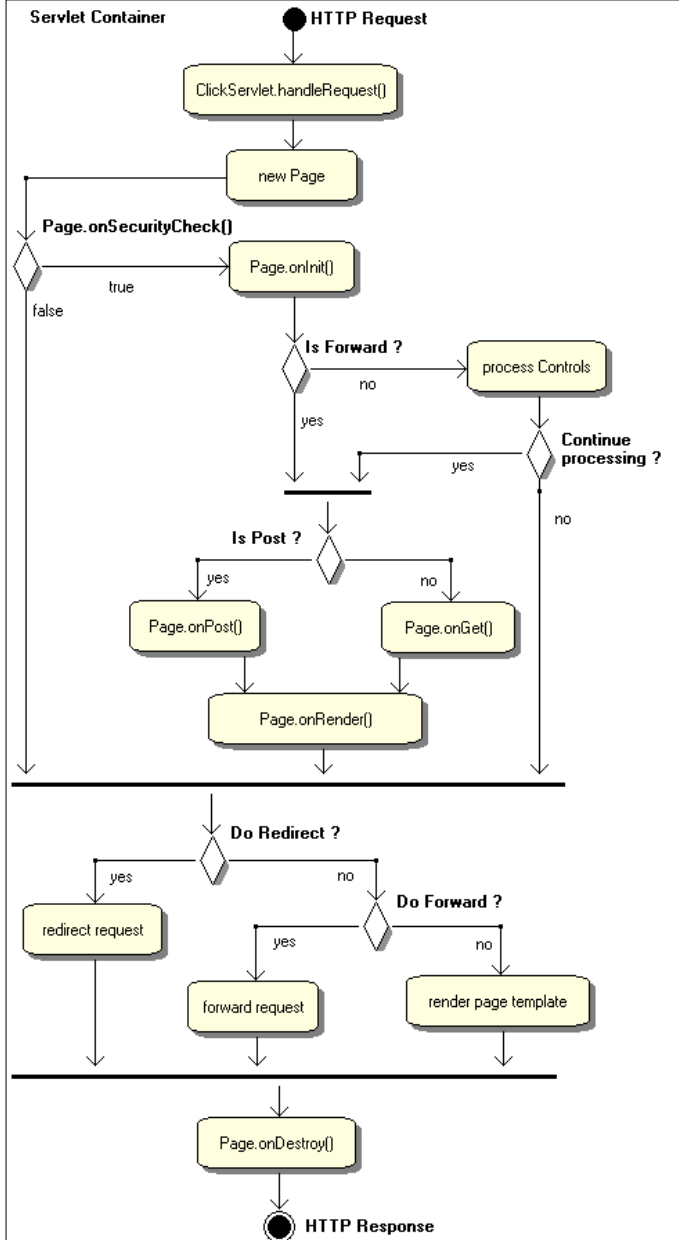 Servlet Container
HTTP Request
ClickServlet.handleRequest()
new Page
Page.onSecurityCheck()
true
false
Page.onInit()
Is Forward ?
no
yes
process Controls
Continue
processing ?
yes
no
Is Post ?
yes
no
Page.onPost()
Page.onGet()
Page.onRender()
Do Redirect ?
yes
no
redirect request
Do Forward ?
yes
no
forward request
render page template
Page.onDestroy()
HTTP Response